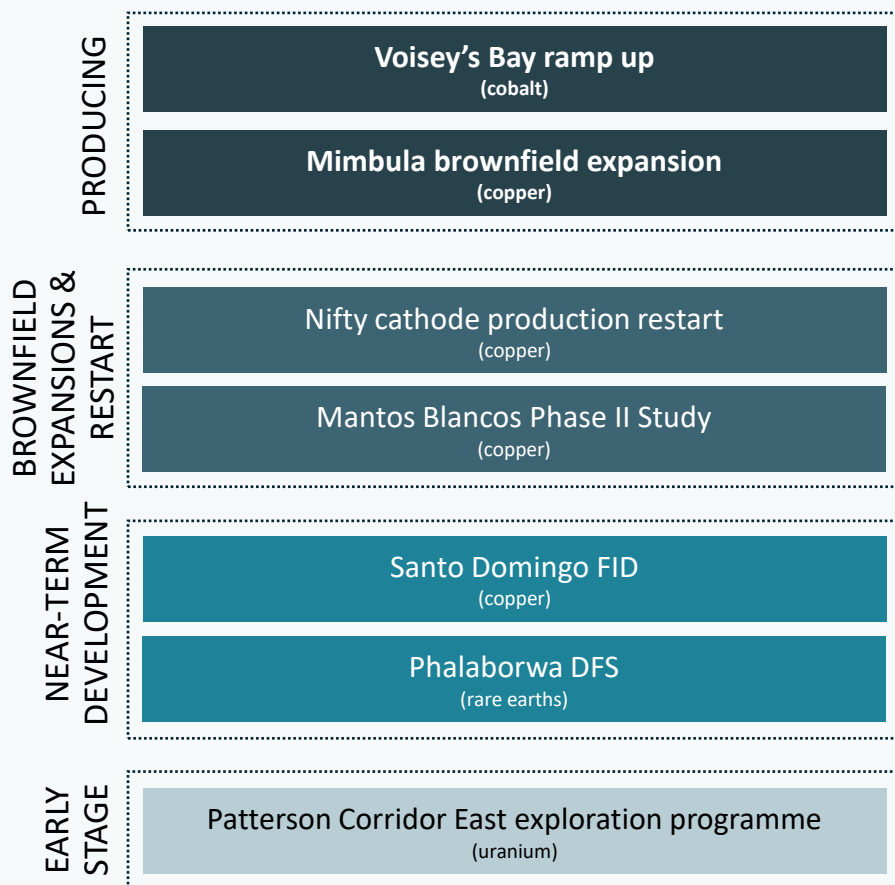 PRODUCING
Voisey’s Bay ramp up
(cobalt)
Mimbula brownfield expansion
(copper)
BROWNFIELD
EXPANSIONS &
RESTART
Nifty cathode production restart
(copper)
Mantos Blancos Phase II Study
(copper)
NEAR-TERM
DEVELOPMENT
Santo Domingo FID
(copper)
Phalaborwa DFS
(rare earths)
EARLY
STAGE
Patterson Corridor East exploration programme
(uranium)